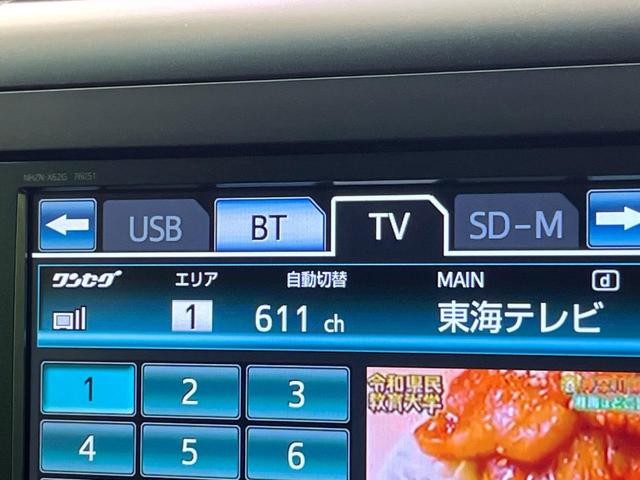 NHZN-X62G 76051
USB BT TV SD-M
ワンセグ エリア 自動切替 MAIN d
1 611 ch 東海テレビ
1 2 3
4 5 6
令和県民
教育大学